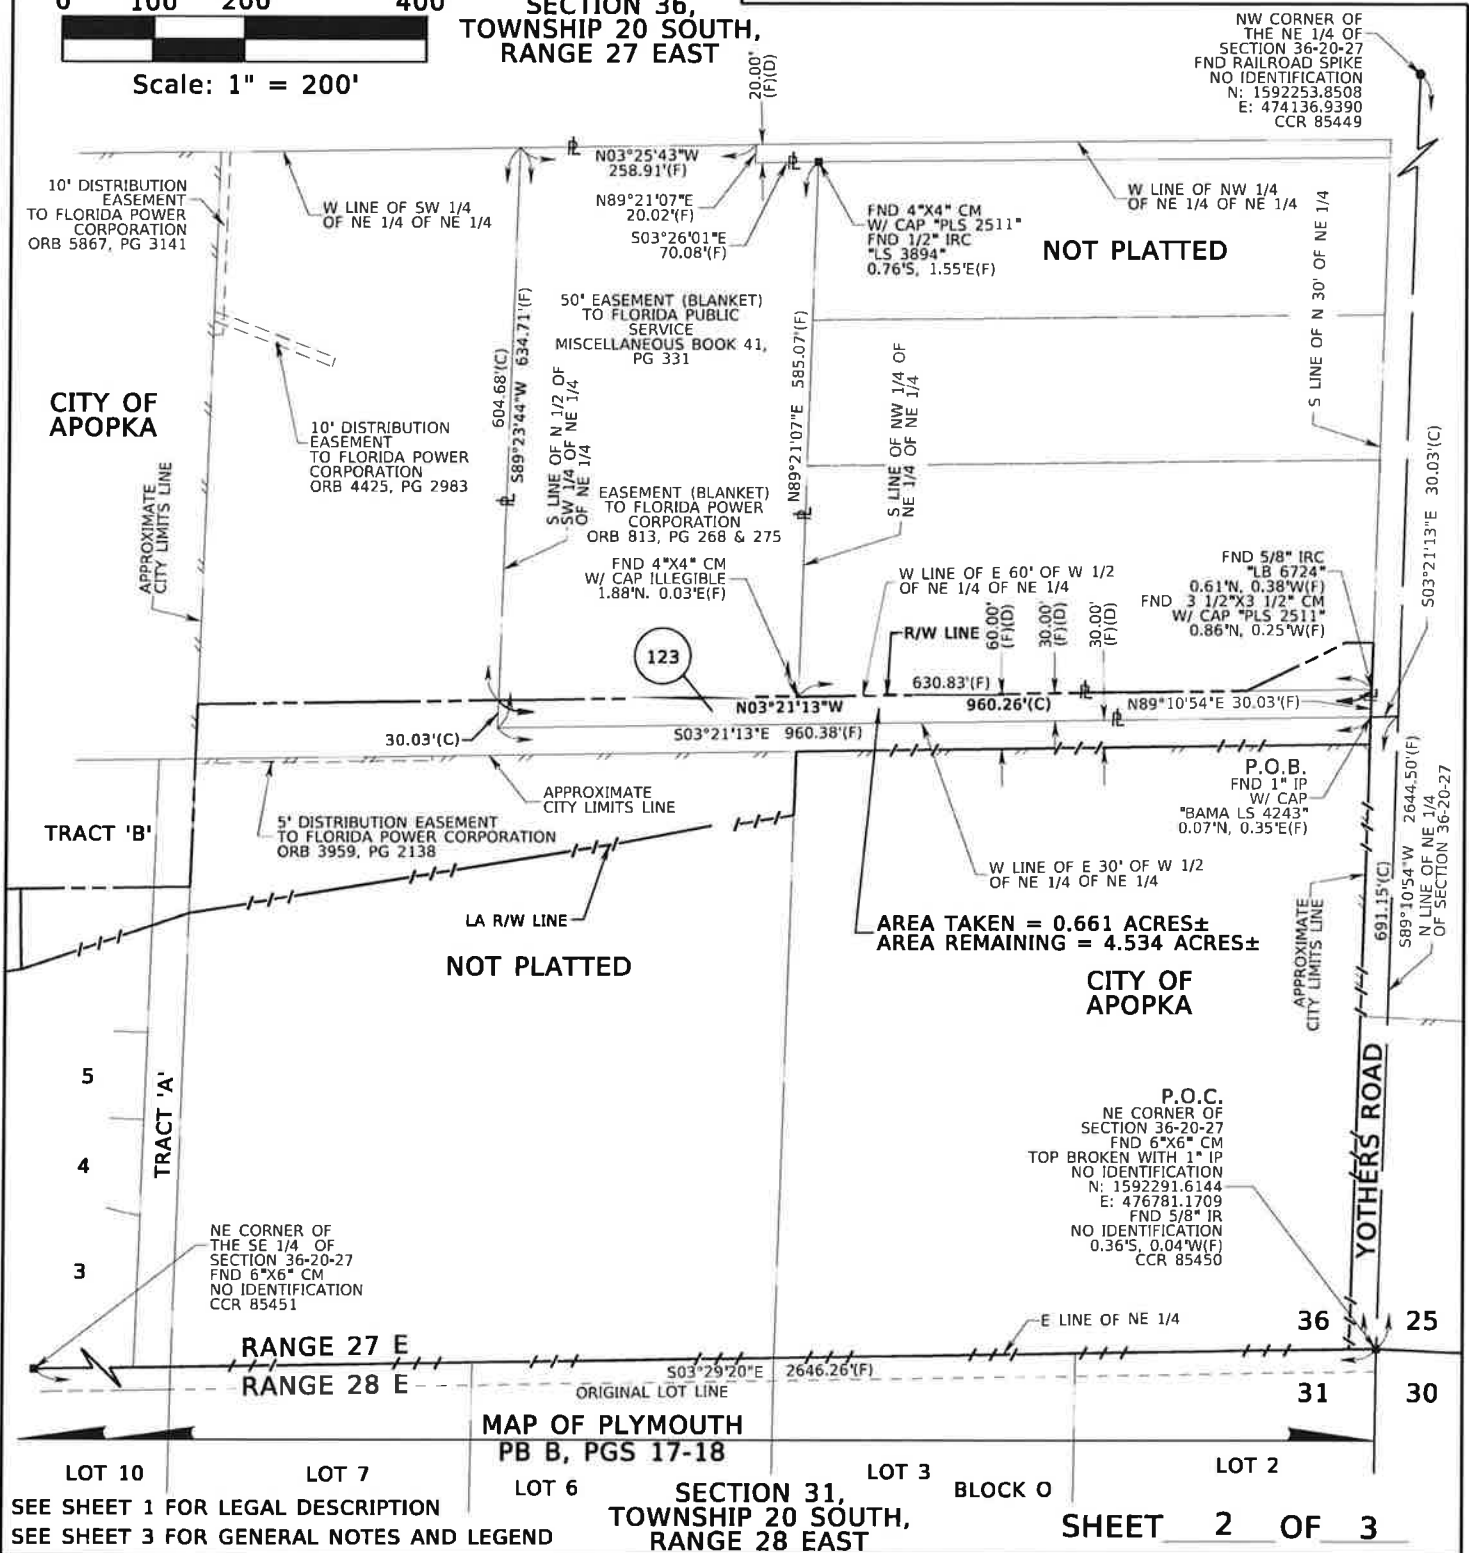 0 100 200 400
Scale: 1" = 200'
SECTION 36,
TOWNSHIP 20 SOUTH,
RANGE 27 EAST
20.00'
(F)(D)
NW CORNER OF
THE NE 1/4 OF
SECTION 36-20-27
FND RAILROAD SPIKE
NO IDENTIFICATION
N: 1592253.8508
E: 474136.9390
CCR 85449
10' DISTRIBUTION
EASEMENT
TO FLORIDA POWER
CORPORATION
ORB 5867, PG 3141
W LINE OF SW 1/4
OF NE 1/4 OF NE 1/4
N03°25'43"W
258.91'(F)
N89°21'07"E
20.02'(F)
S03°26'01"E
70.08'(F)
FND 4"X4" CM
W/ CAP "PLS 2511"
FND 1/2" IRC
"LS 3894"
0.76'S, 1.55'E(F)
W LINE OF NW 1/4
OF NE 1/4 OF NE 1/4
NOT PLATTED
S LINE OF N 30' OF NE 1/4
50' EASEMENT (BLANKET)
TO FLORIDA PUBLIC
SERVICE
MISCELLANEOUS BOOK 41,
PG 331
604.68'(C)
S89°23'44"W 634.71'(F)
S LINE OF N 1/2 OF
SW 1/4 OF NE 1/4
OF NE 1/4
N89°21'07"E 585.07'(F)
S LINE OF NW 1/4 OF
NE 1/4 OF NE 1/4
CITY OF
APOPKA
10' DISTRIBUTION
EASEMENT
TO FLORIDA POWER
CORPORATION
ORB 4425, PG 2983
APPROXIMATE
CITY LIMITS LINE
EASEMENT (BLANKET)
TO FLORIDA POWER
CORPORATION
ORB 813, PG 268 & 275
FND 4"X4" CM
W/ CAP ILLEGIBLE
1.88'N. 0.03'E(F)
W LINE OF E 60' OF W 1/2
OF NE 1/4 OF NE 1/4
FND 5/8" IRC
"LB 6724"
0.61'N, 0.38'W(F)
FND 3 1/2"X3 1/2" CM
W/ CAP "PLS 2511"
0.86'N, 0.25'W(F)
S03°21'13"E 30.03'(C)
R/W LINE
60.00'
(F)(D)
30.00'
(F)(D)
30.00'
(F)(D)
123
630.83'(F)
N03°21'13"W 960.26'(C)
N89°10'54"E 30.03'(F)
30.03'(C)
S03°21'13"E 960.38'(F)
APPROXIMATE
CITY LIMITS LINE
P.O.B.
FND 1" IP
W/ CAP
"BAMA LS 4243"
0.07'N, 0.35'E(F)
TRACT 'B'
5' DISTRIBUTION EASEMENT
TO FLORIDA POWER CORPORATION
ORB 3959, PG 2138
W LINE OF E 30' OF W 1/2
OF NE 1/4 OF NE 1/4
691.15'(C)
S89°10'54"W 2644.50'(F)
N LINE OF NE 1/4
OF SECTION 36-20-27
LA R/W LINE
AREA TAKEN = 0.661 ACRES±
AREA REMAINING = 4.534 ACRES±
NOT PLATTED
CITY OF
APOPKA
APPROXIMATE
CITY LIMITS LINE
5
4
3
TRACT 'A'
YOTHERS ROAD
P.O.C.
NE CORNER OF
SECTION 36-20-27
FND 6"X6" CM
TOP BROKEN WITH 1" IP
NO IDENTIFICATION
N: 1592291.6144
E: 476781.1709
FND 5/8" IR
NO IDENTIFICATION
0.36'S, 0.04'W(F)
CCR 85450
NE CORNER OF
THE SE 1/4 OF
SECTION 36-20-27
FND 6"X6" CM
NO IDENTIFICATION
CCR 85451
E LINE OF NE 1/4
36 25
RANGE 27 E
S03°29'20"E 2646.26'(F)
RANGE 28 E
ORIGINAL LOT LINE
31 30
MAP OF PLYMOUTH
PB B, PGS 17-18
LOT 10 LOT 7 LOT 6 LOT 3 BLOCK O LOT 2
SECTION 31,
TOWNSHIP 20 SOUTH,
RANGE 28 EAST
SEE SHEET 1 FOR LEGAL DESCRIPTION
SEE SHEET 3 FOR GENERAL NOTES AND LEGEND
SHEET 2 OF 3